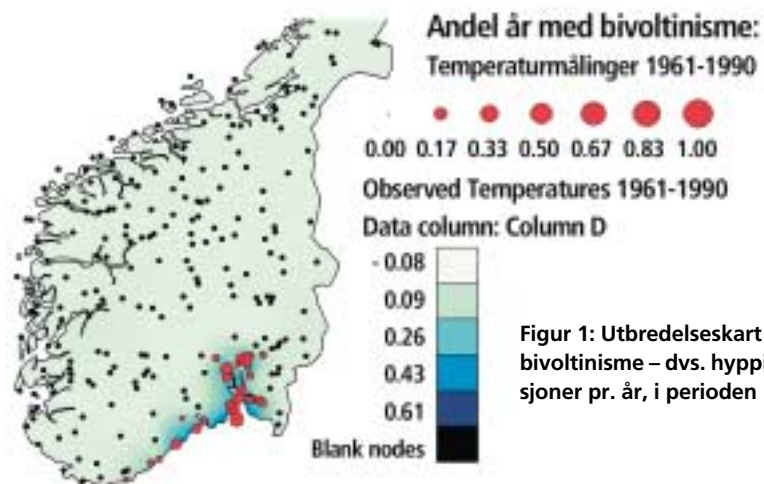 Andel år med bivoltinisme:
Temperaturmålinger 1961-1990
0.00 0.17 0.33 0.50 0.67 0.83 1.00
Observed Temperatures 1961-1990
Data column: Column D
- 0.08
0.09
0.26
0.43
0.61
Blank nodes
Figur 1: Utbredelseskart
bivoltinisme – dvs. hyppi
sjoner pr. år, i perioden